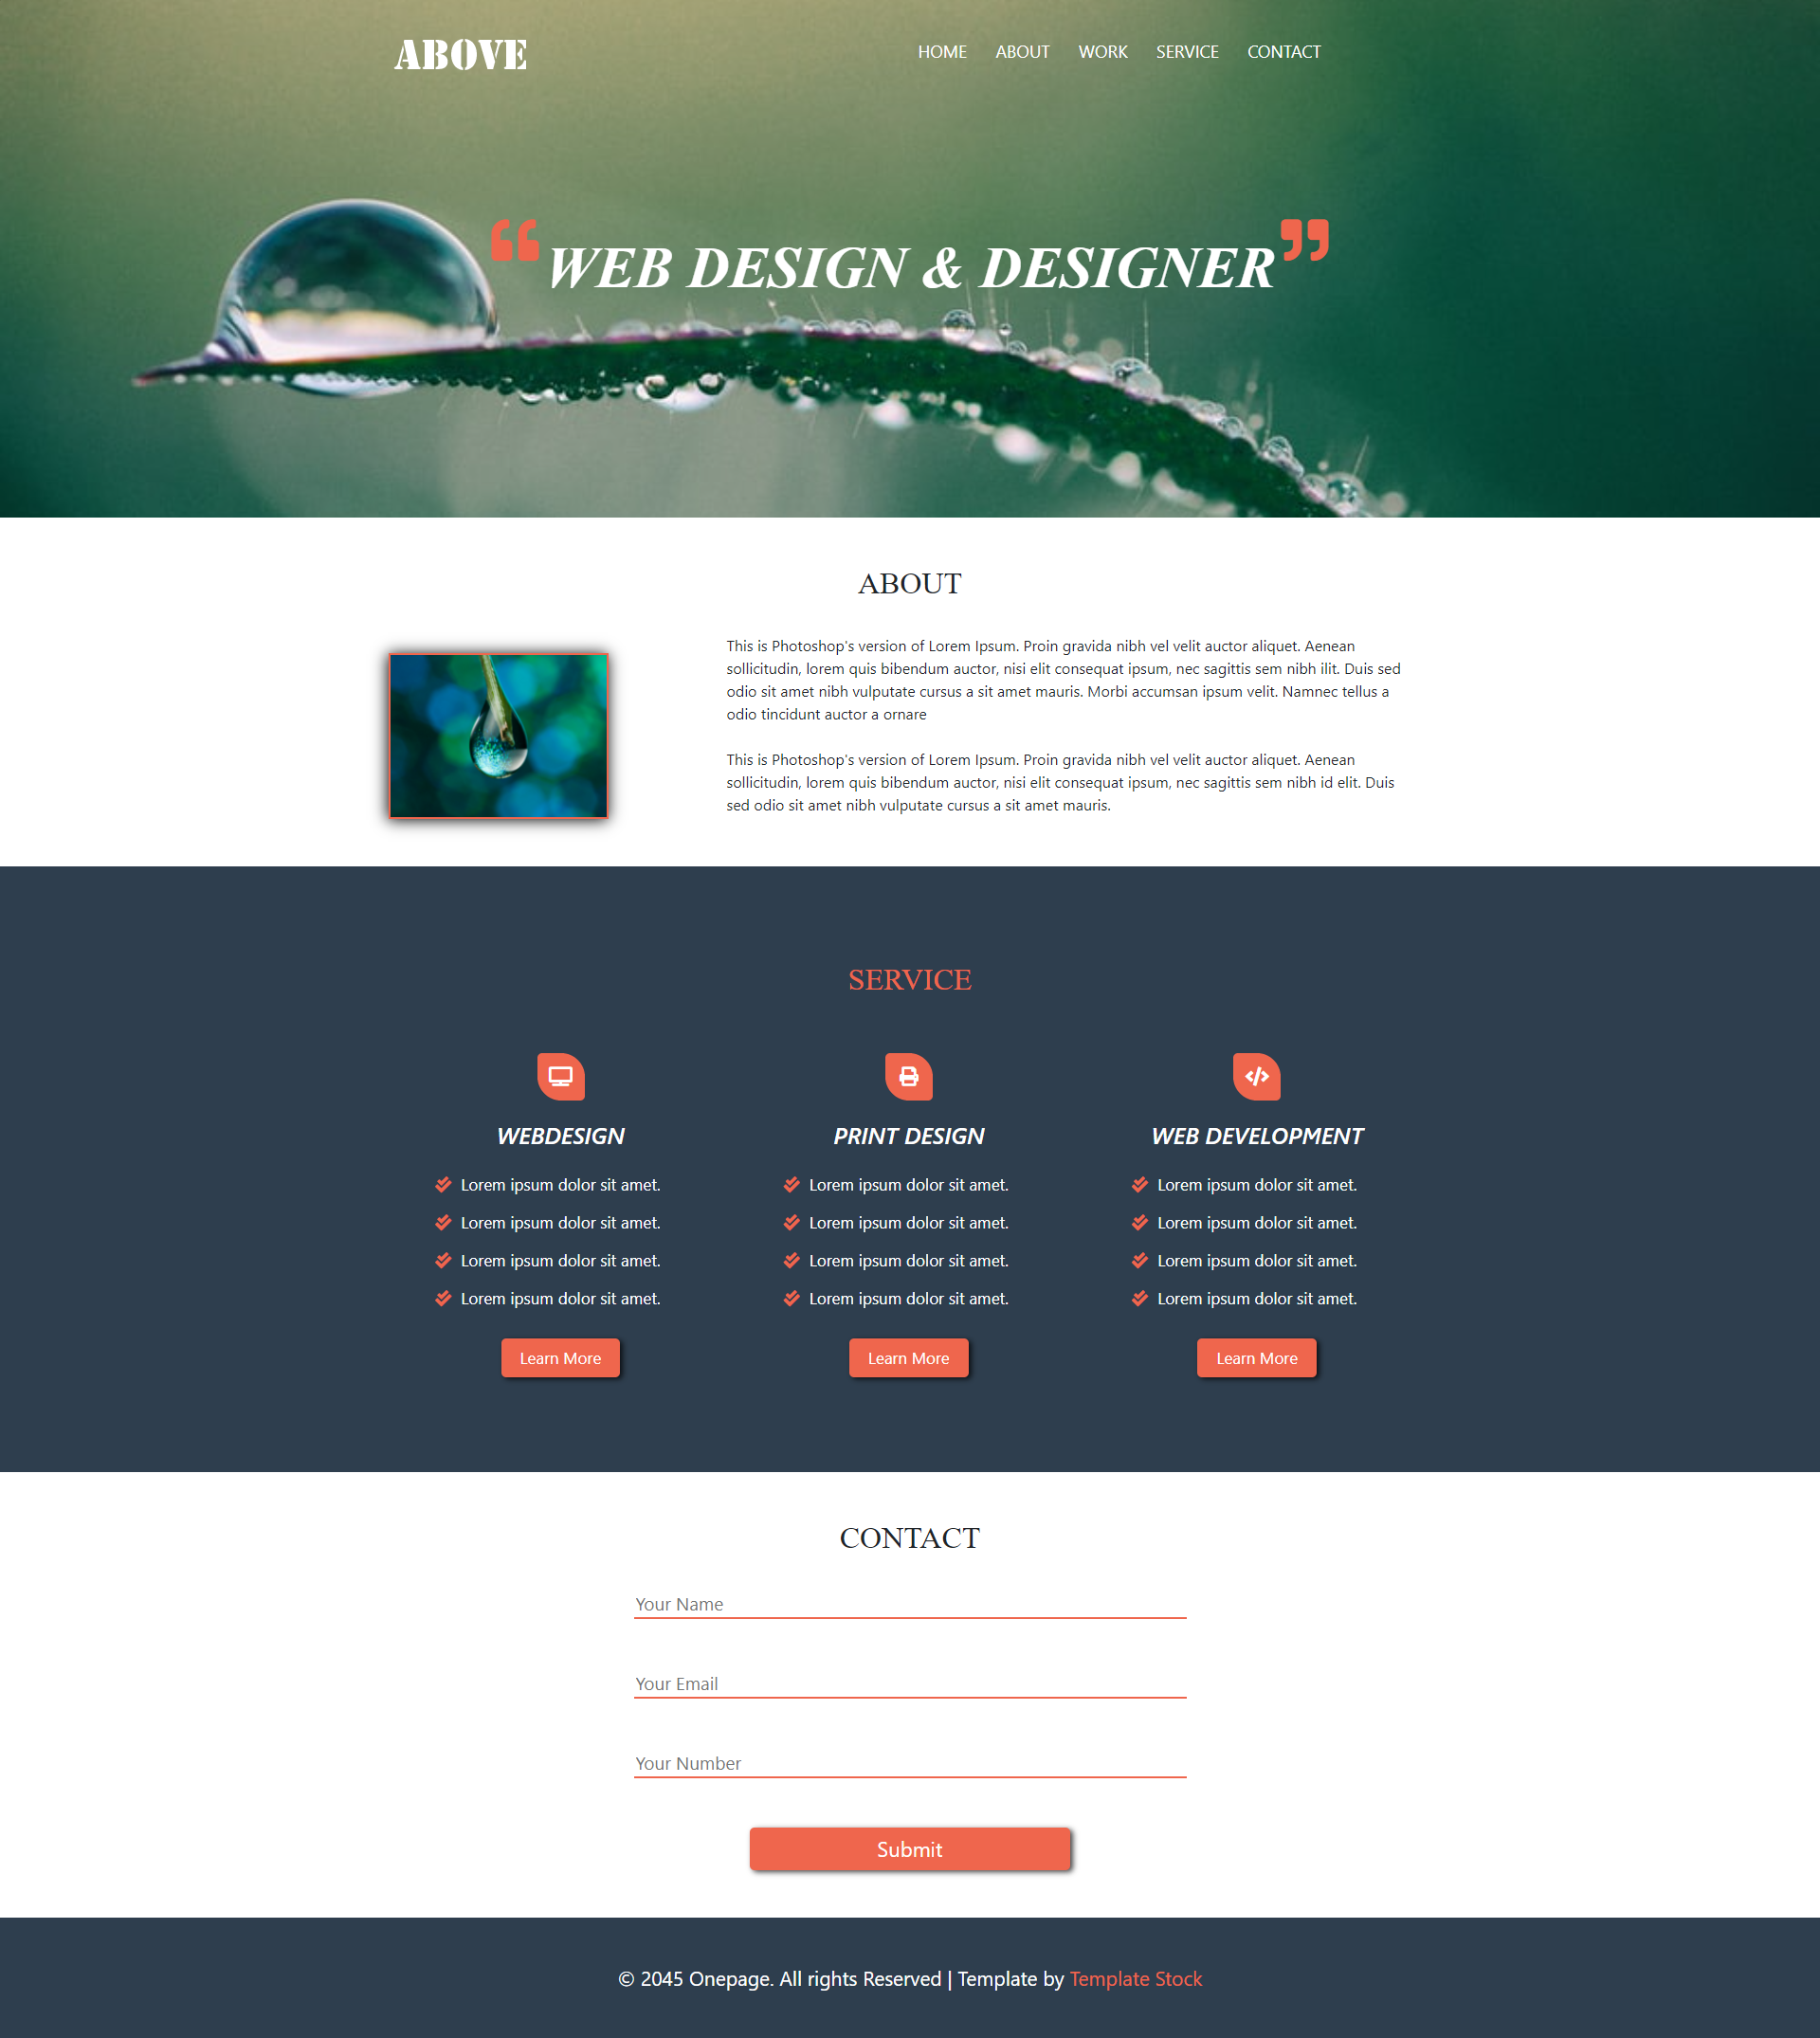 ABOVE
HOME ABOUT WORK SERVICE CONTACT
“WEB DESIGN & DESIGNER”
ABOUT
This is Photoshop's version of Lorem Ipsum. Proin gravida nibh vel velit auctor aliquet. Aenean
sollicitudin, lorem quis bibendum auctor, nisi elit consequat ipsum, nec sagittis sem nibh ilit. Duis sed
odio sit amet nibh vulputate cursus a sit amet mauris. Morbi accumsan ipsum velit. Namnec tellus a
odio tincidunt auctor a ornare
This is Photoshop's version of Lorem Ipsum. Proin gravida nibh vel velit auctor aliquet. Aenean
sollicitudin, lorem quis bibendum auctor, nisi elit consequat ipsum, nec sagittis sem nibh id elit. Duis
sed odio sit amet nibh vulputate cursus a sit amet mauris.
SERVICE
WEBDESIGN
Lorem ipsum dolor sit amet.
Lorem ipsum dolor sit amet.
Lorem ipsum dolor sit amet.
Lorem ipsum dolor sit amet.
Learn More
PRINT DESIGN
Lorem ipsum dolor sit amet.
Lorem ipsum dolor sit amet.
Lorem ipsum dolor sit amet.
Lorem ipsum dolor sit amet.
Learn More
WEB DEVELOPMENT
Lorem ipsum dolor sit amet.
Lorem ipsum dolor sit amet.
Lorem ipsum dolor sit amet.
Lorem ipsum dolor sit amet.
Learn More
CONTACT
Your Name
Your Email
Your Number
Submit
© 2045 Onepage. All rights Reserved | Template by Template Stock